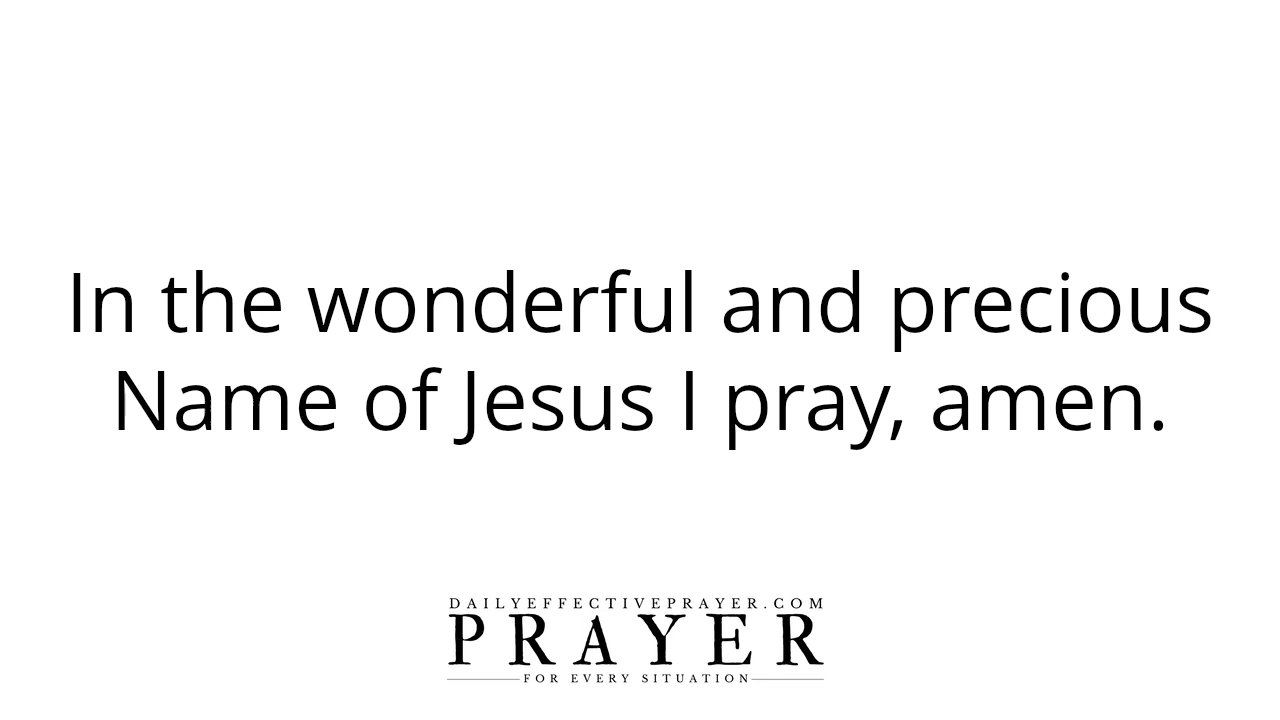 In the wonderful and precious
Name of Jesus I pray, amen.
DAILYEFFECTIVEPRAYER.COM
PRAYER
FOR EVERY SITUATION